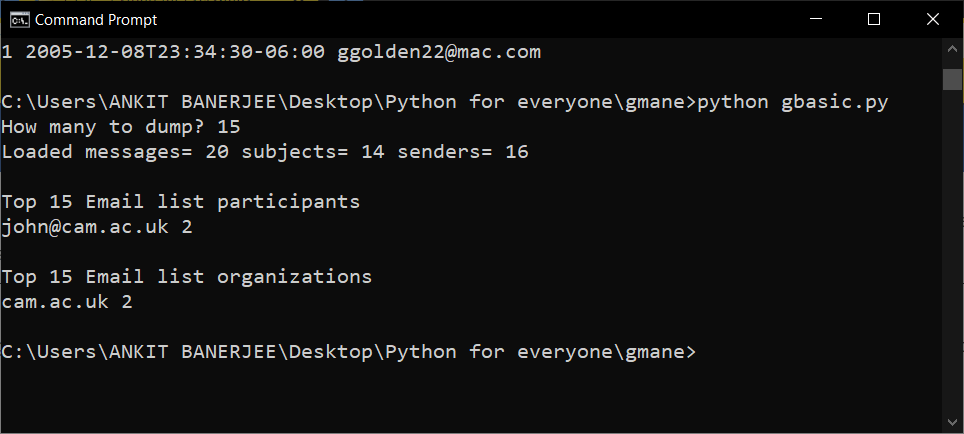 Command Prompt
1 2005-12-08T23:34:30-06:00 ggolden22@mac.com
C:\Users\ANKIT BANERJEE\Desktop\Python for everyone\gmane>python gbasic.py
How many to dump? 15
Loaded messages= 20 subjects= 14 senders= 16
Top 15 Email list participants
john@cam.ac.uk 2
Top 15 Email list organizations
cam.ac.uk 2
C:\Users\ANKIT BANERJEE\Desktop\Python for everyone\gmane>